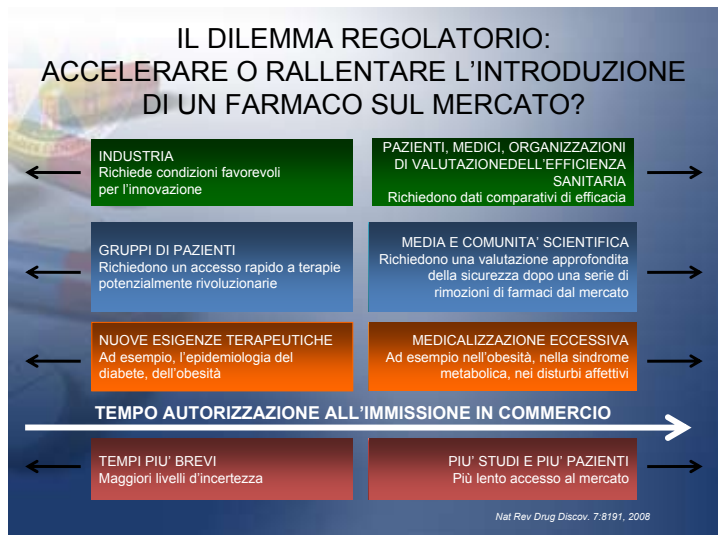 IL DILEMMA REGOLATORIO:
ACCELERARE O RALLENTARE L'INTRODUZIONE
DI UN FARMACO SUL MERCATO?
INDUSTRIA
Richiede condizioni favorevoli
per l'innovazione
PAZIENTI, MEDICI, ORGANIZZAZIONI
DI VALUTAZIONEDELL'EFFICIENZA
SANITARIA
Richiedono dati comparativi di efficacia
GRUPPI DI PAZIENTI
Richiedono un accesso rapido a terapie
potenzialmente rivoluzionarie
MEDIA E COMUNITA' SCIENTIFICA
Richiedono una valutazione approfondita
della sicurezza dopo una serie di
rimozioni di farmaci dal mercato
NUOVE ESIGENZE TERAPEUTICHE
Ad esempio, l'epidemiologia del
diabete, dell'obesità
MEDICALIZZAZIONE ECCESSIVA
Ad esempio nell'obesità, nella sindrome
metabolica, nei disturbi affettivi
TEMPO AUTORIZZAZIONE ALL'IMMISSIONE IN COMMERCIO
TEMPI PIU' BREVI
Maggiori livelli d'incertezza
PIU' STUDI E PIU' PAZIENTI
Più lento accesso al mercato
Nat Rev Drug Discov. 7:8191, 2008